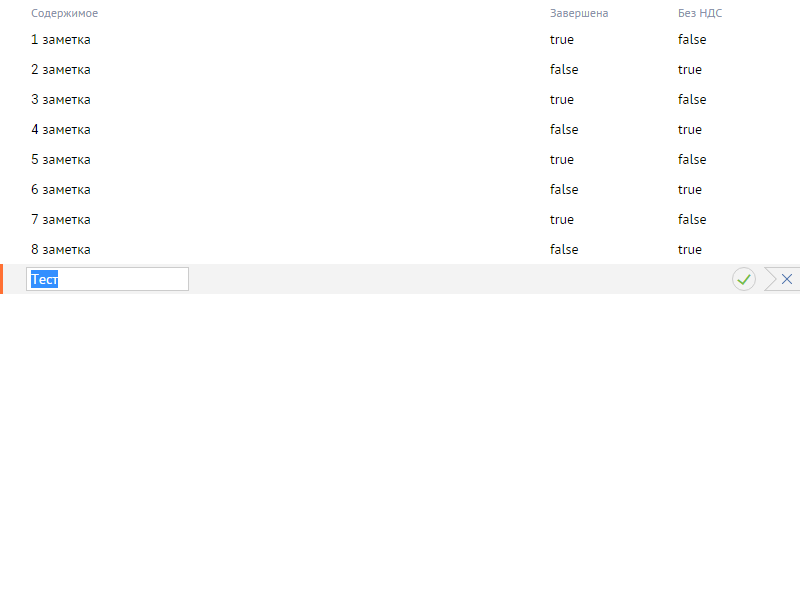 Содержимое Завершена Без НДС
1 заметка true false
2 заметка false true
3 заметка true false
4 заметка false true
5 заметка true false
6 заметка false true
7 заметка true false
8 заметка false true
Тест